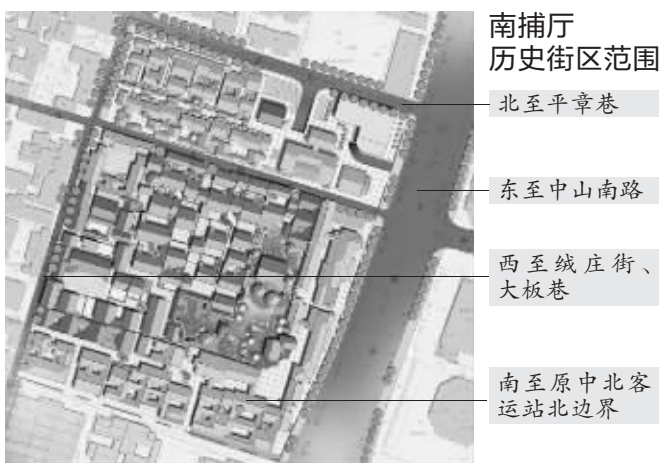 南捕厅
历史街区范围
北至平章巷
东至中山南路
西至绒庄街、
大板巷
南至原中北客
运站北边界